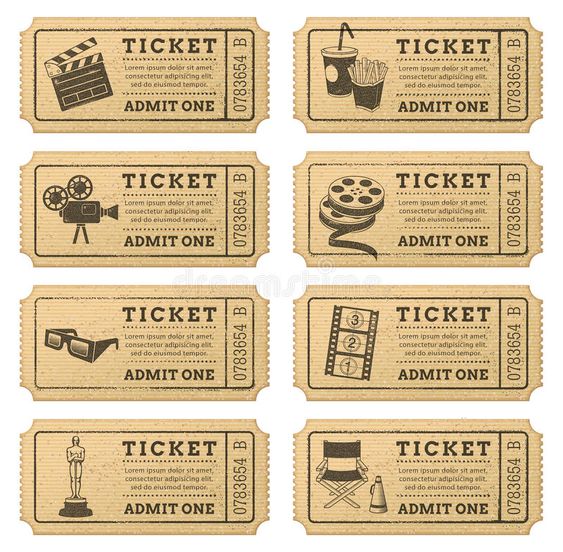 TICKET
Lorem ipsum dolor sit amet,
consectetur adipisicing elit,
sed do eiusmod tempor.
ADMIT ONE
0783654 B
TICKET
Lorem ipsum dolor sit amet,
consectetur adipisicing elit,
sed do eiusmod tempor.
ADMIT ONE
0783654 B
TICKET
Lorem ipsum dolor sit amet,
consectetur adipisicing elit,
sed do eiusmod tempor.
ADMIT ONE
0783654 B
TICKET
Lorem ipsum dolor sit amet,
consectetur adipisicing elit,
sed do eiusmod tempor.
ADMIT ONE
0783654 B
dreamstime
TICKET
Lorem ipsum dolor sit amet,
consectetur adipisicing elit,
sed do eiusmod tempor.
ADMIT ONE
0783654 B
3
2
1
TICKET
Lorem ipsum dolor sit amet,
consectetur adipisicing elit,
sed do eiusmod tempor.
ADMIT ONE
0783654 B
TICKET
Lorem ipsum dolor sit amet,
consectetur adipisicing elit,
sed do eiusmod tempor.
ADMIT ONE
0783654 B
TICKET
Lorem ipsum dolor sit amet,
consectetur adipisicing elit,
sed do eiusmod tempor.
ADMIT ONE
0783654 B